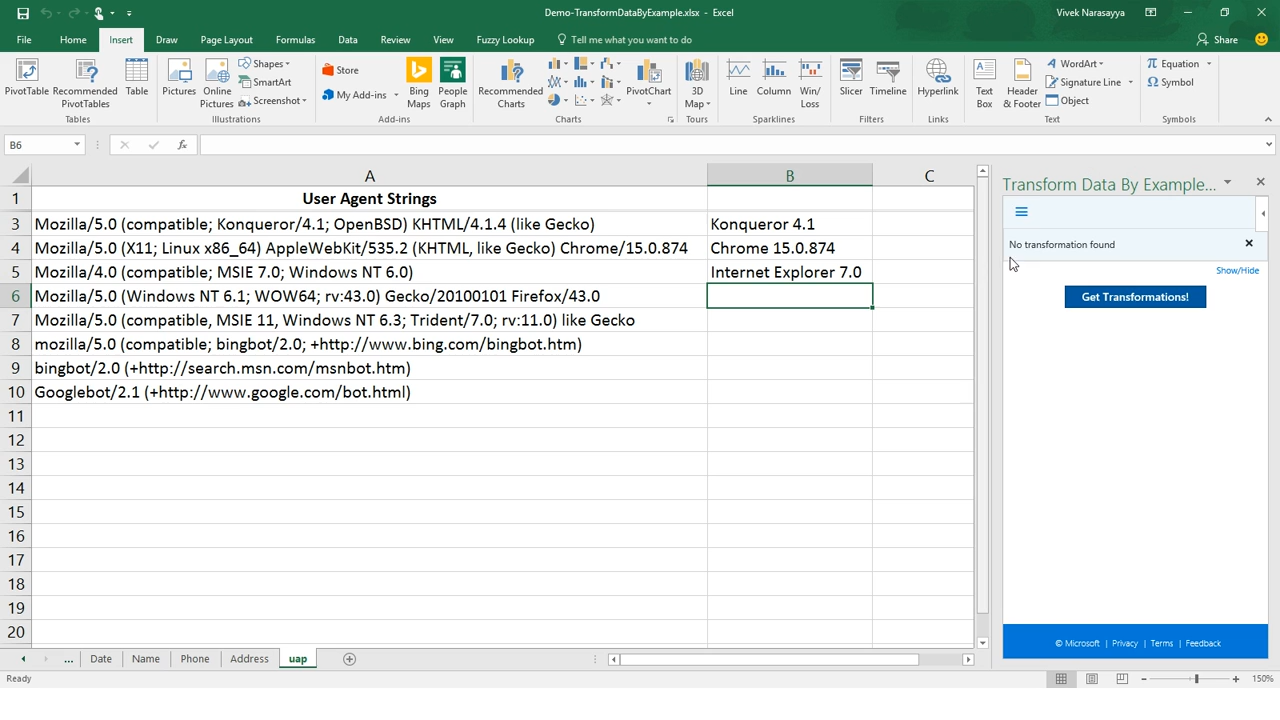 Demo-TransformDataByExample.xlsx - Excel
Vivek Narasayya
File Home Insert Draw Page Layout Formulas Data Review View Fuzzy Lookup Tell me what you want to do Share
PivotTable Recommended PivotTables Table
Tables
Pictures Online Pictures Shapes SmartArt Screenshot
Illustrations
Store
My Add-ins
Bing Maps People Graph
Add-ins
Recommended Charts PivotChart
Charts
3D Map
Tours
Line Column Win/Loss
Sparklines
Slicer Timeline
Filters
Hyperlink
Links
Text Box Header & Footer WordArt Signature Line Object
Text
Equation
Symbol
Symbols
B6 fx
A B C
1 User Agent Strings
3 Mozilla/5.0 (compatible; Konqueror/4.1; OpenBSD) KHTML/4.1.4 (like Gecko) Konqueror 4.1
4 Mozilla/5.0 (X11; Linux x86_64) AppleWebKit/535.2 (KHTML, like Gecko) Chrome/15.0.874 Chrome 15.0.874
5 Mozilla/4.0 (compatible; MSIE 7.0; Windows NT 6.0) Internet Explorer 7.0
6 Mozilla/5.0 (Windows NT 6.1; WOW64; rv:43.0) Gecko/20100101 Firefox/43.0
7 Mozilla/5.0 (compatible, MSIE 11, Windows NT 6.3; Trident/7.0; rv:11.0) like Gecko
8 mozilla/5.0 (compatible; bingbot/2.0; +http://www.bing.com/bingbot.htm)
9 bingbot/2.0 (+http://search.msn.com/msnbot.htm)
10 Googlebot/2.1 (+http://www.google.com/bot.html)
11
12
13
14
15
16
17
18
19
20
Transform Data By Example...
No transformation found
Show/Hide
Get Transformations!
© Microsoft | Privacy | Terms | Feedback
... Date Name Phone Address uap
Ready
150%